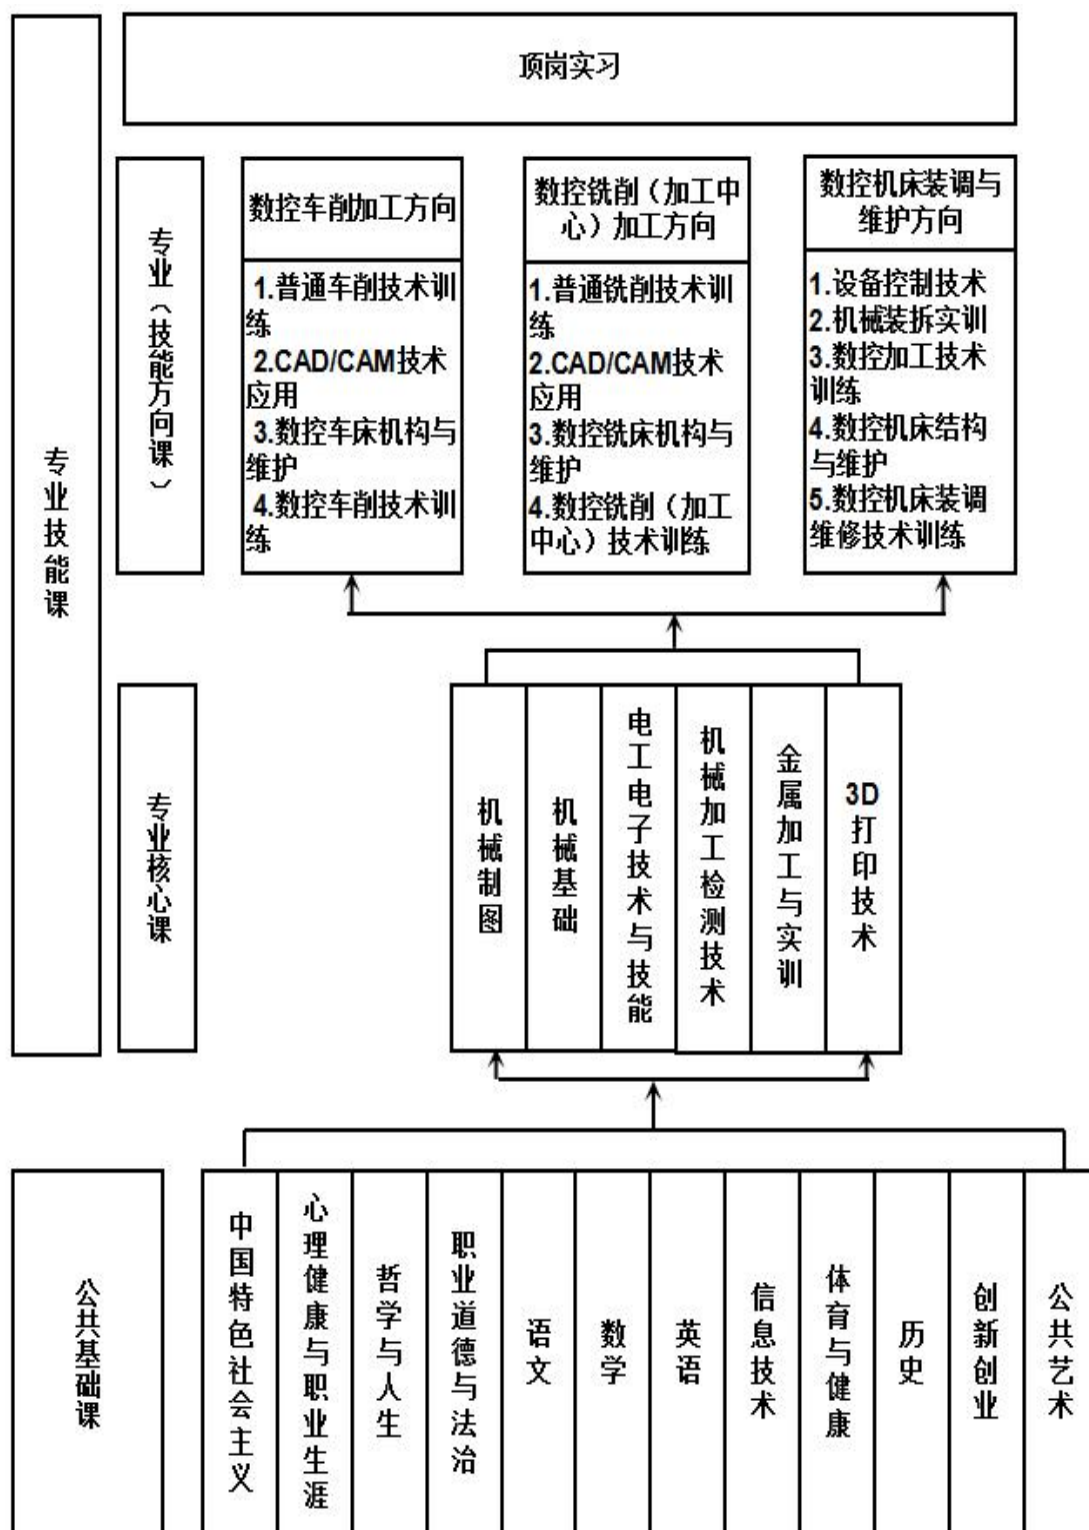 顶岗实习
专业技能课
专业（技能方向课）
数控车削加工方向
1.普通车削技术训
练
2.CAD/CAM技术
应用
3.数控车床机构与
维护
4.数控车削技术训
练
数控铣削（加工中
心）加工方向
1.普通铣削技术训
练
2.CAD/CAM技术
应用
3.数控铣床机构与
维护
4.数控铣削（加工
中心）技术训练
数控机床装调与
维护方向
1.设备控制技术
2.机械装拆实训
3.数控加工技术
训练
4.数控机床结构
与维护
5.数控机床装调
维修技术训练
专业核心课
机械制图
机械基础
电工电子技术与技能
机械加工检测技术
金属加工与实训
3D打印技术
公共基础课
中国特色社会主义
心理健康与职业生涯
哲学与人生
职业道德与法治
语文
数学
英语
信息技术
体育与健康
历史
创新创业
公共艺术